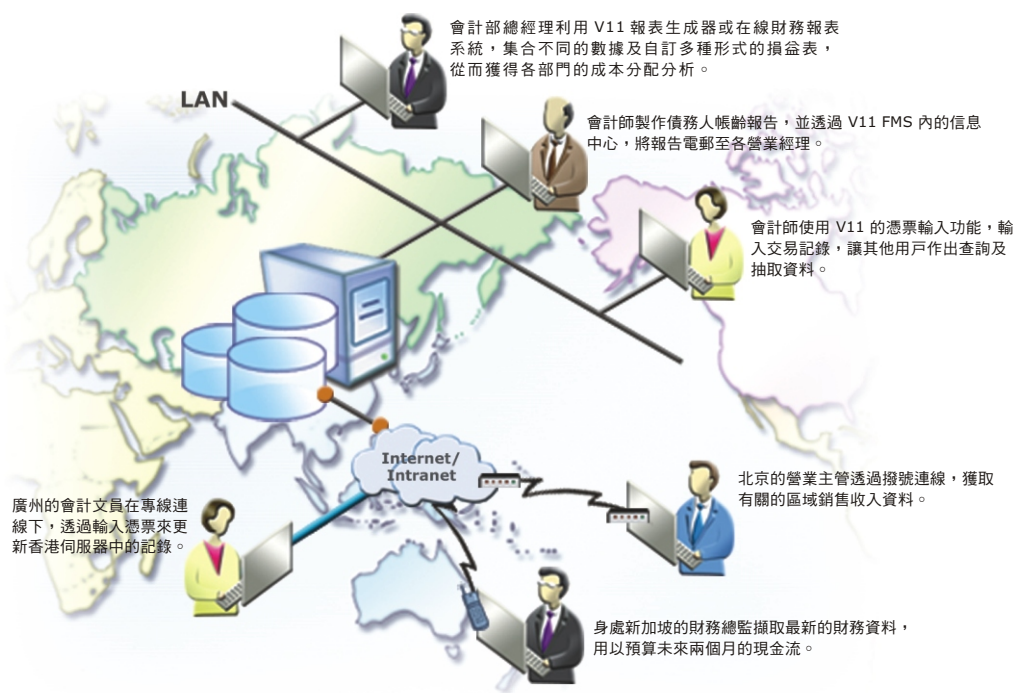 會計部總經理利用 V11 報表生成器或在線財務報表
系統，集合不同的數據及自訂多種形式的損益表，
從而獲得各部門的成本分配分析。
LAN
會計師製作債務人帳齡報告，並透過 V11 FMS 內的信息
中心，將報告電郵至各營業經理。
會計師使用 V11 的憑票輸入功能，輸
入交易記錄，讓其他用戶作出查詢及
抽取資料。
Internet/
Intranet
北京的營業主管透過撥號連線，獲取
有關的區域銷售收入資料。
廣州的會計文員在專線連
線下，透過輸入憑票來更
新香港伺服器中的記錄。
身處新加坡的財務總監擷取最新的財務資料，
用以預算未來兩個月的現金流。